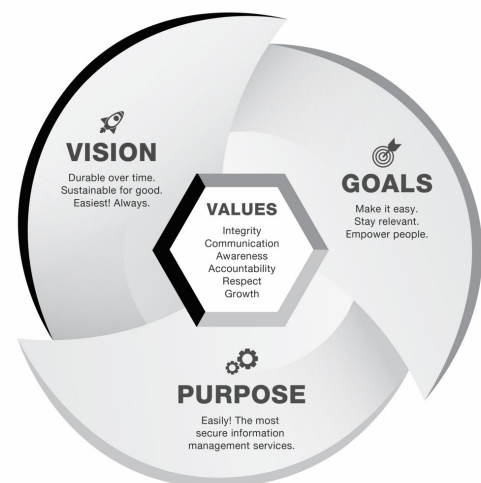 VISION
Durable over time.
Sustainable for good.
Easiest! Always.
GOALS
Make it easy.
Stay relevant.
Empower people.
VALUES
Integrity
Communication
Awareness
Accountability
Respect
Growth
PURPOSE
Easily! The most
secure information
management services.